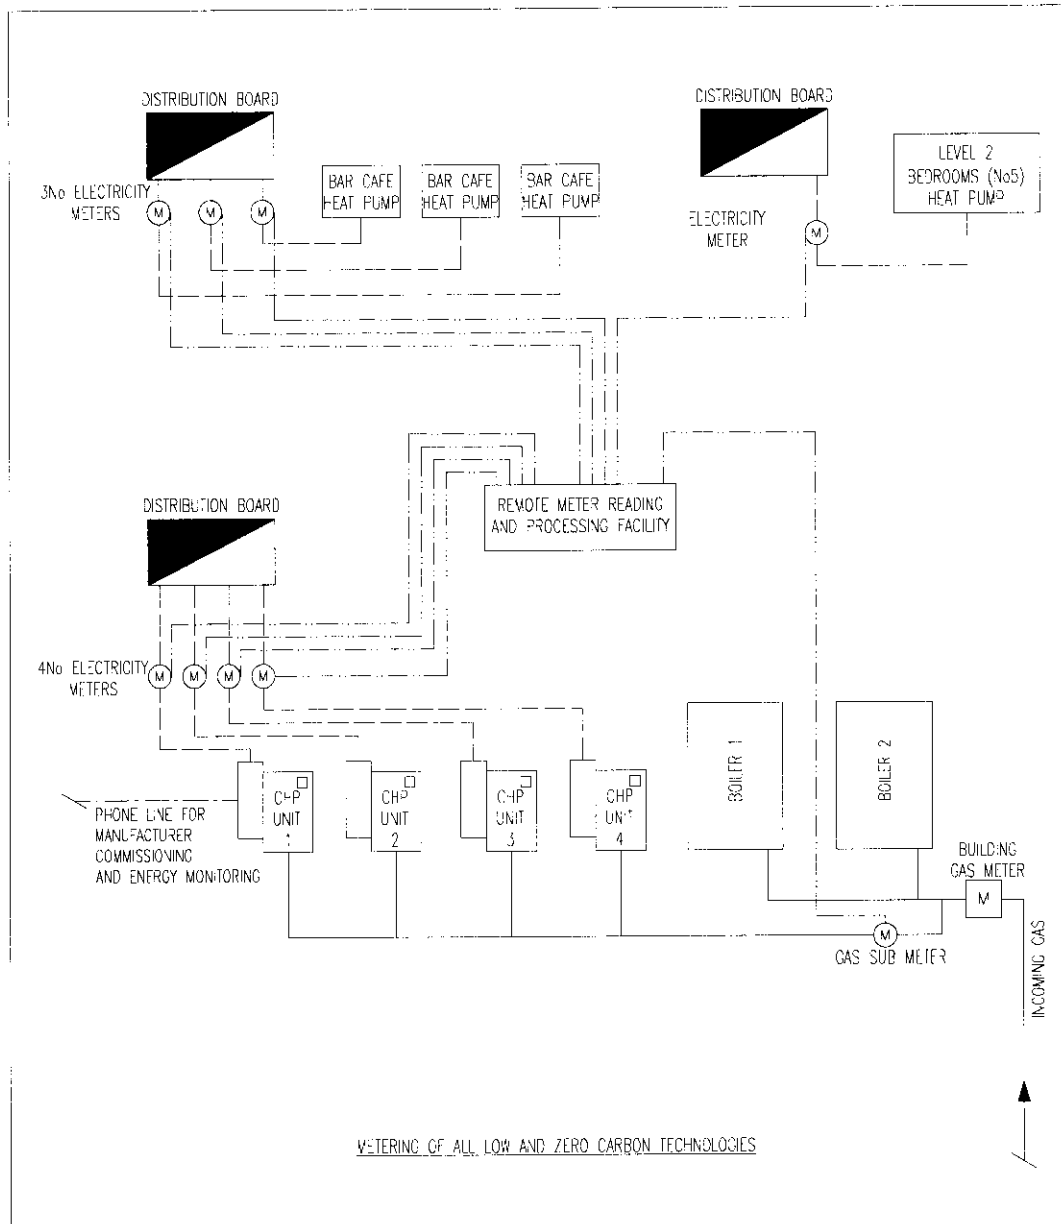 DISTRIBUTION BOARD
DISTRIBUTION BOARD
3No ELECTRICITY
METERS
M
M
M
BAR CAFE
HEAT PUMP
BAR CAFE
HEAT PUMP
BAR CAFE
HEAT PUMP
ELECTRICITY
METER
M
LEVEL 2
BEDROOMS (No5)
HEAT PUMP
REMOTE METER READING
AND PROCESSING FACILITY
DISTRIBUTION BOARD
4No ELECTRICITY
METERS
M
M
M
M
CHP
UNIT
1
CHP
UNIT
2
CHP
UNIT
3
CHP
UNIT
4
BOILER 1
BOILER 2
PHONE LINE FOR
MANUFACTURER
COMMISSIONING
AND ENERGY MONITORING
BUILDING
GAS METER
M
M
GAS SUB METER
INCOMING GAS
METERING OF ALL LOW AND ZERO CARBON TECHNOLOGIES